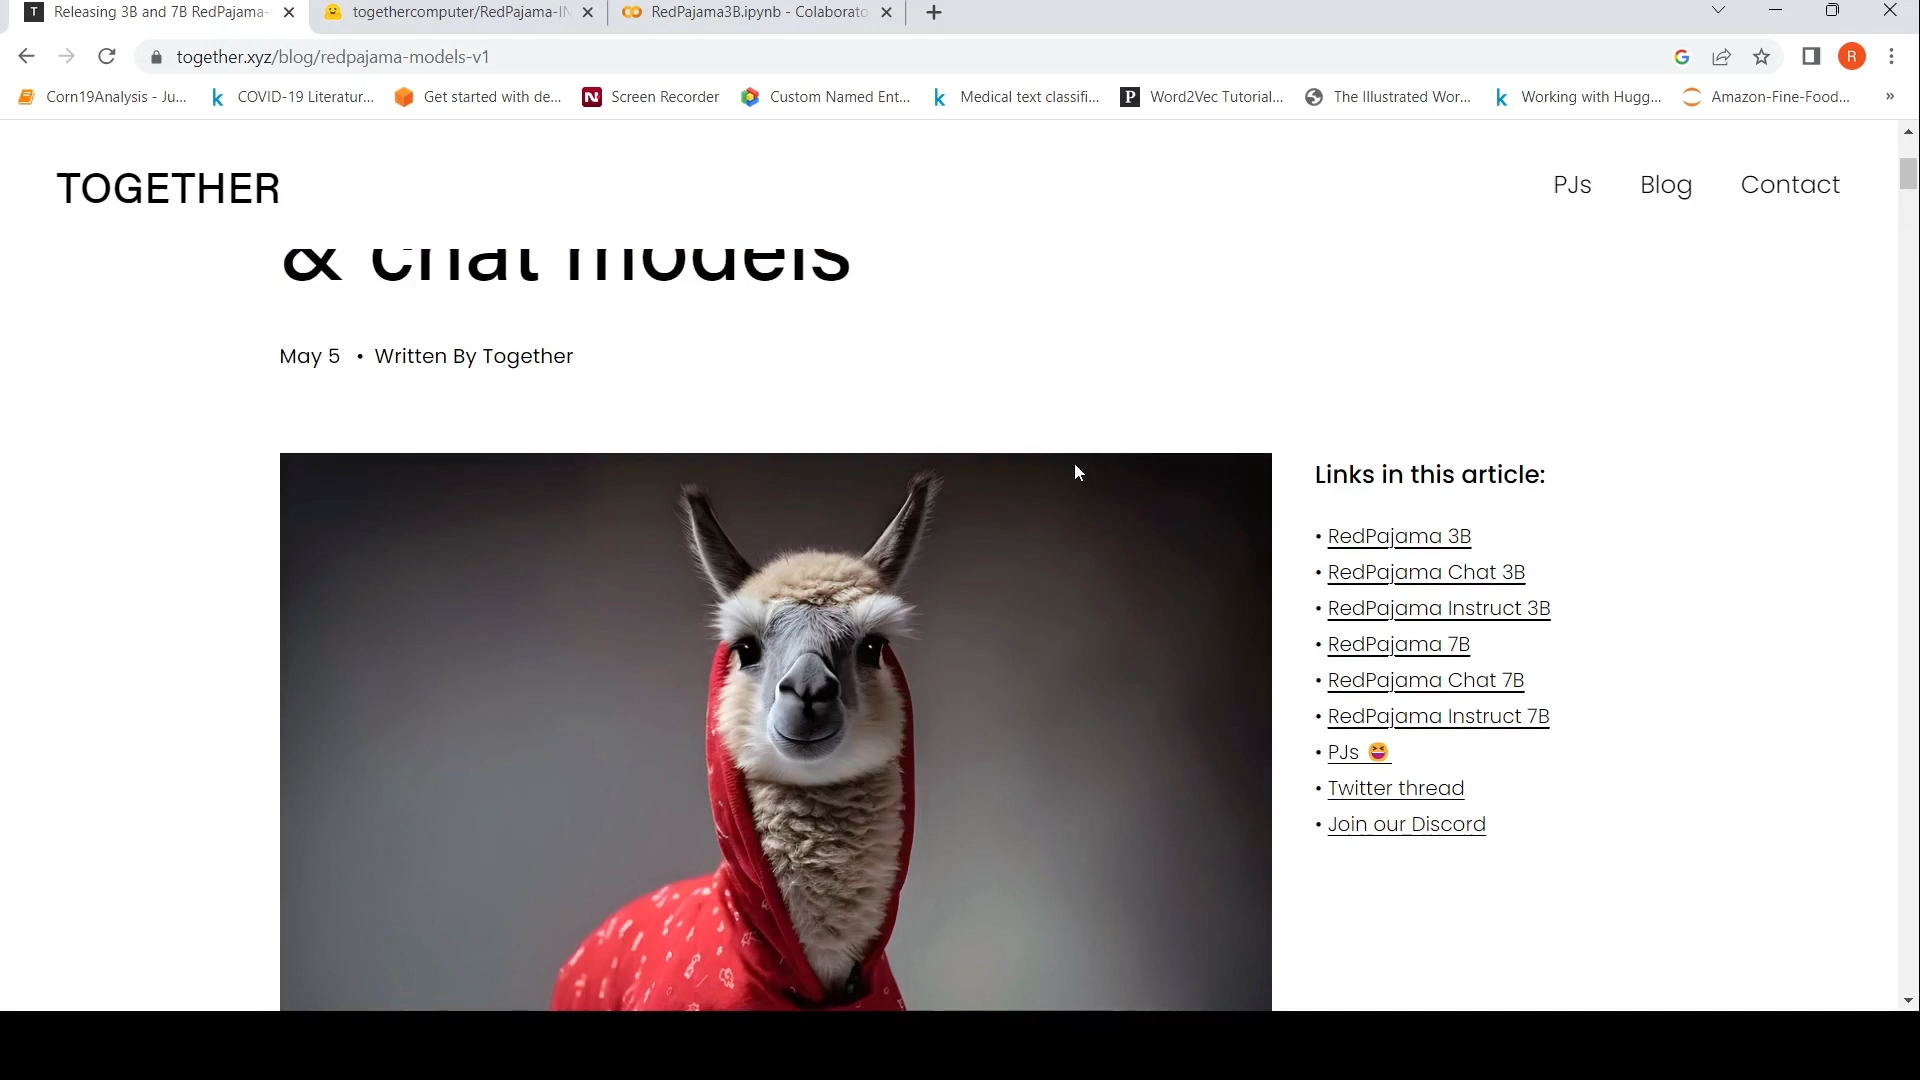 Releasing 3B and 7B RedPajama-
togethercomputer/RedPajama-IN
RedPajama3B.ipynb - Colaborato
together.xyz/blog/redpajama-models-v1
R
Corn19Analysis - Ju...
COVID-19 Literatur...
Get started with de...
Screen Recorder
Custom Named Ent...
Medical text classifi...
Word2Vec Tutorial...
The Illustrated Wor...
Working with Hugg...
Amazon-Fine-Food...
»
TOGETHER
PJs
Blog
Contact
& chat models
May 5 • Written By Together
Links in this article:
• RedPajama 3B
• RedPajama Chat 3B
• RedPajama Instruct 3B
• RedPajama 7B
• RedPajama Chat 7B
• RedPajama Instruct 7B
• PJs 😆
• Twitter thread
• Join our Discord